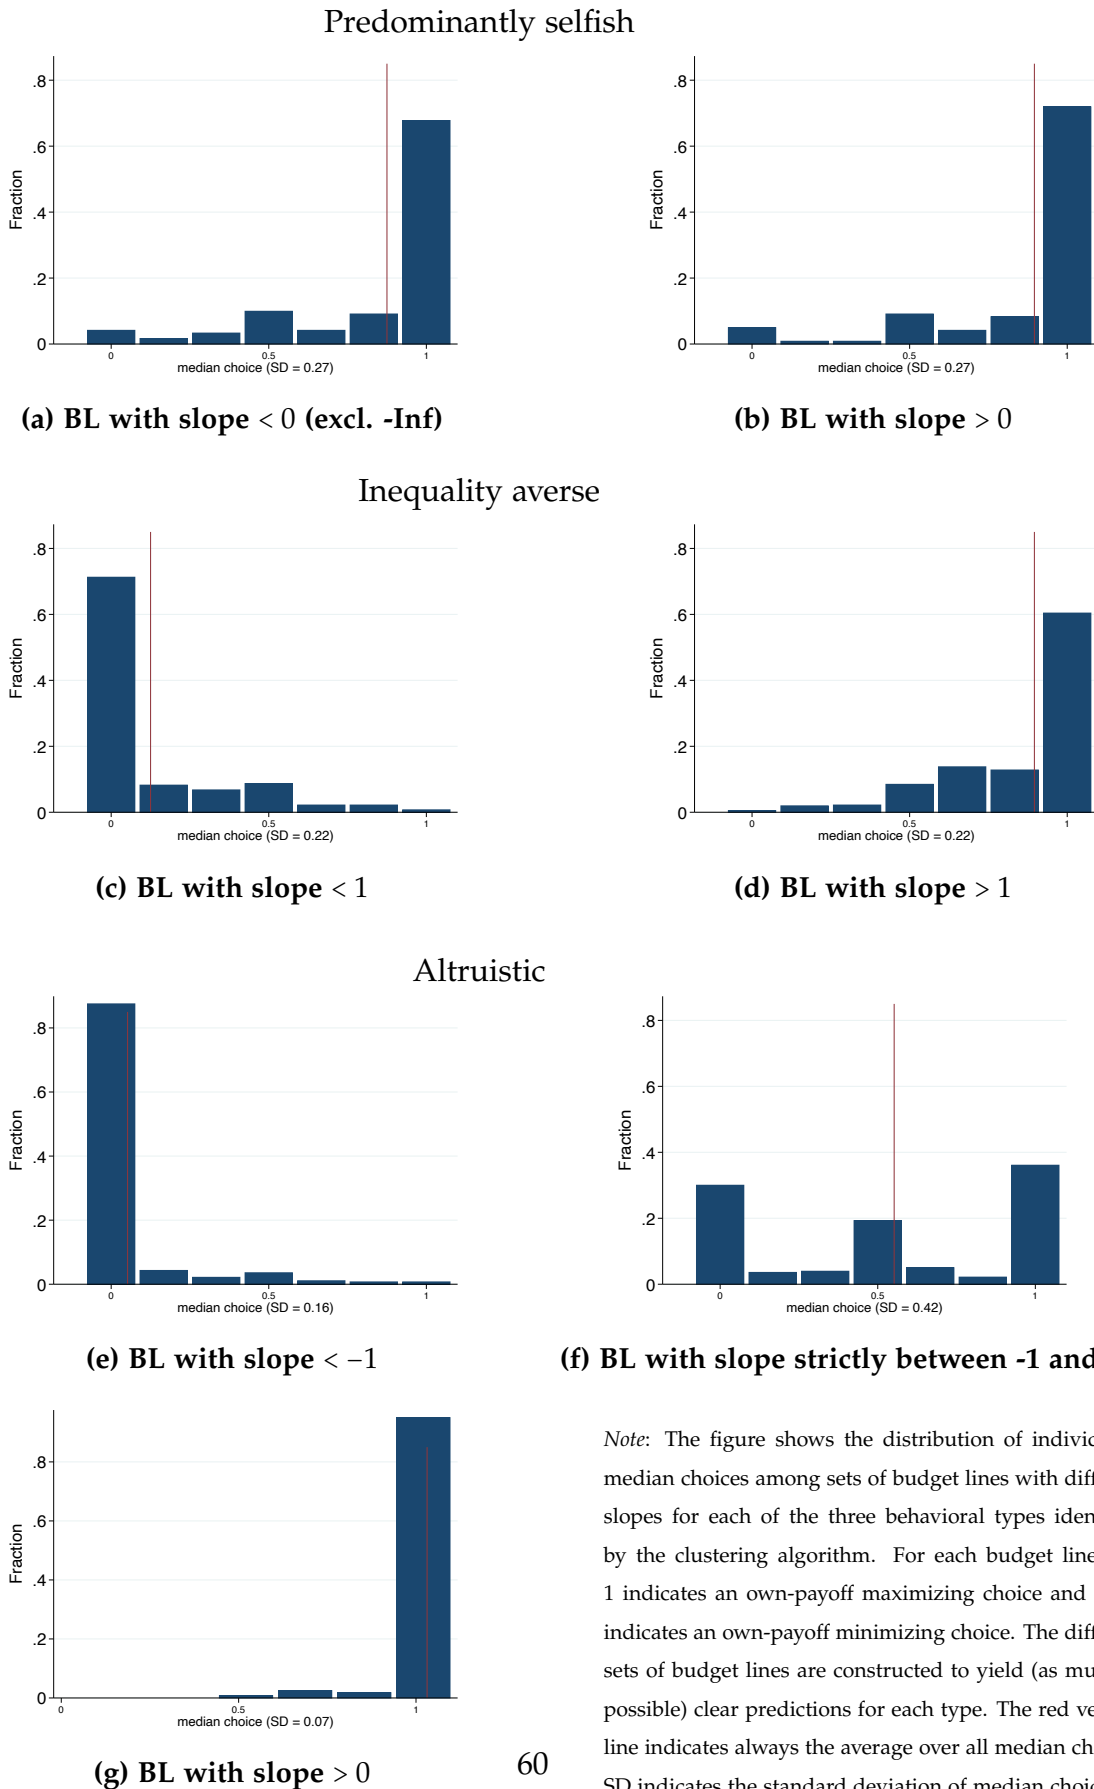 Predominantly selfish
.8
.6
.4
.2
0
Fraction
0 0.5 1
median choice (SD = 0.27)
(a) BL with slope < 0 (excl. -Inf)
.8
.6
.4
.2
0
Fraction
0 0.5 1
median choice (SD = 0.27)
(b) BL with slope > 0
Inequality averse
.8
.6
.4
.2
0
Fraction
0 0.5 1
median choice (SD = 0.22)
(c) BL with slope < 1
.8
.6
.4
.2
0
Fraction
0 0.5 1
median choice (SD = 0.22)
(d) BL with slope > 1
Altruistic
.8
.6
.4
.2
0
Fraction
0 0.5 1
median choice (SD = 0.16)
(e) BL with slope < −1
.8
.6
.4
.2
0
Fraction
0 0.5 1
median choice (SD = 0.42)
(f) BL with slope strictly between -1 and
.8
.6
.4
.2
0
Fraction
0 0.5 1
median choice (SD = 0.07)
(g) BL with slope > 0
Note: The figure shows the distribution of individ
median choices among sets of budget lines with diff
slopes for each of the three behavioral types iden
by the clustering algorithm. For each budget line
1 indicates an own-payoff maximizing choice and
indicates an own-payoff minimizing choice. The diff
sets of budget lines are constructed to yield (as mu
possible) clear predictions for each type. The red ve
line indicates always the average over all median ch
SD indicates the standard deviation of median choic
60